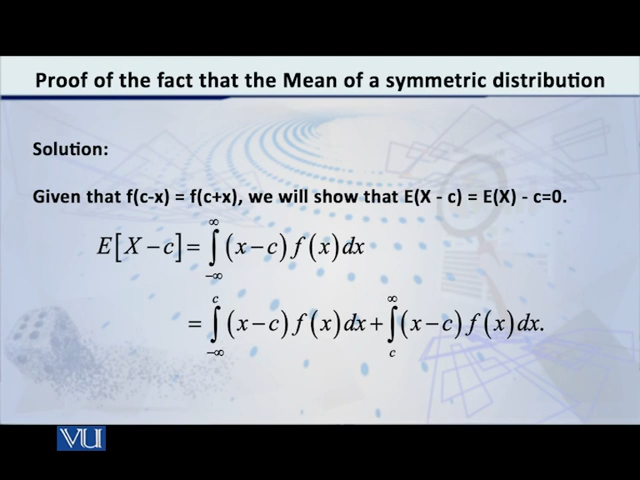 Proof of the fact that the Mean of a symmetric distribution
Solution:
Given that f(c-x) = f(c+x), we will show that E(X - c) = E(X) - c=0.
E[X − c] = ∫_{−∞}^{∞} (x − c) f(x) dx
= ∫_{−∞}^{c} (x − c) f(x) dx + ∫_{c}^{∞} (x − c) f(x) dx.
VU